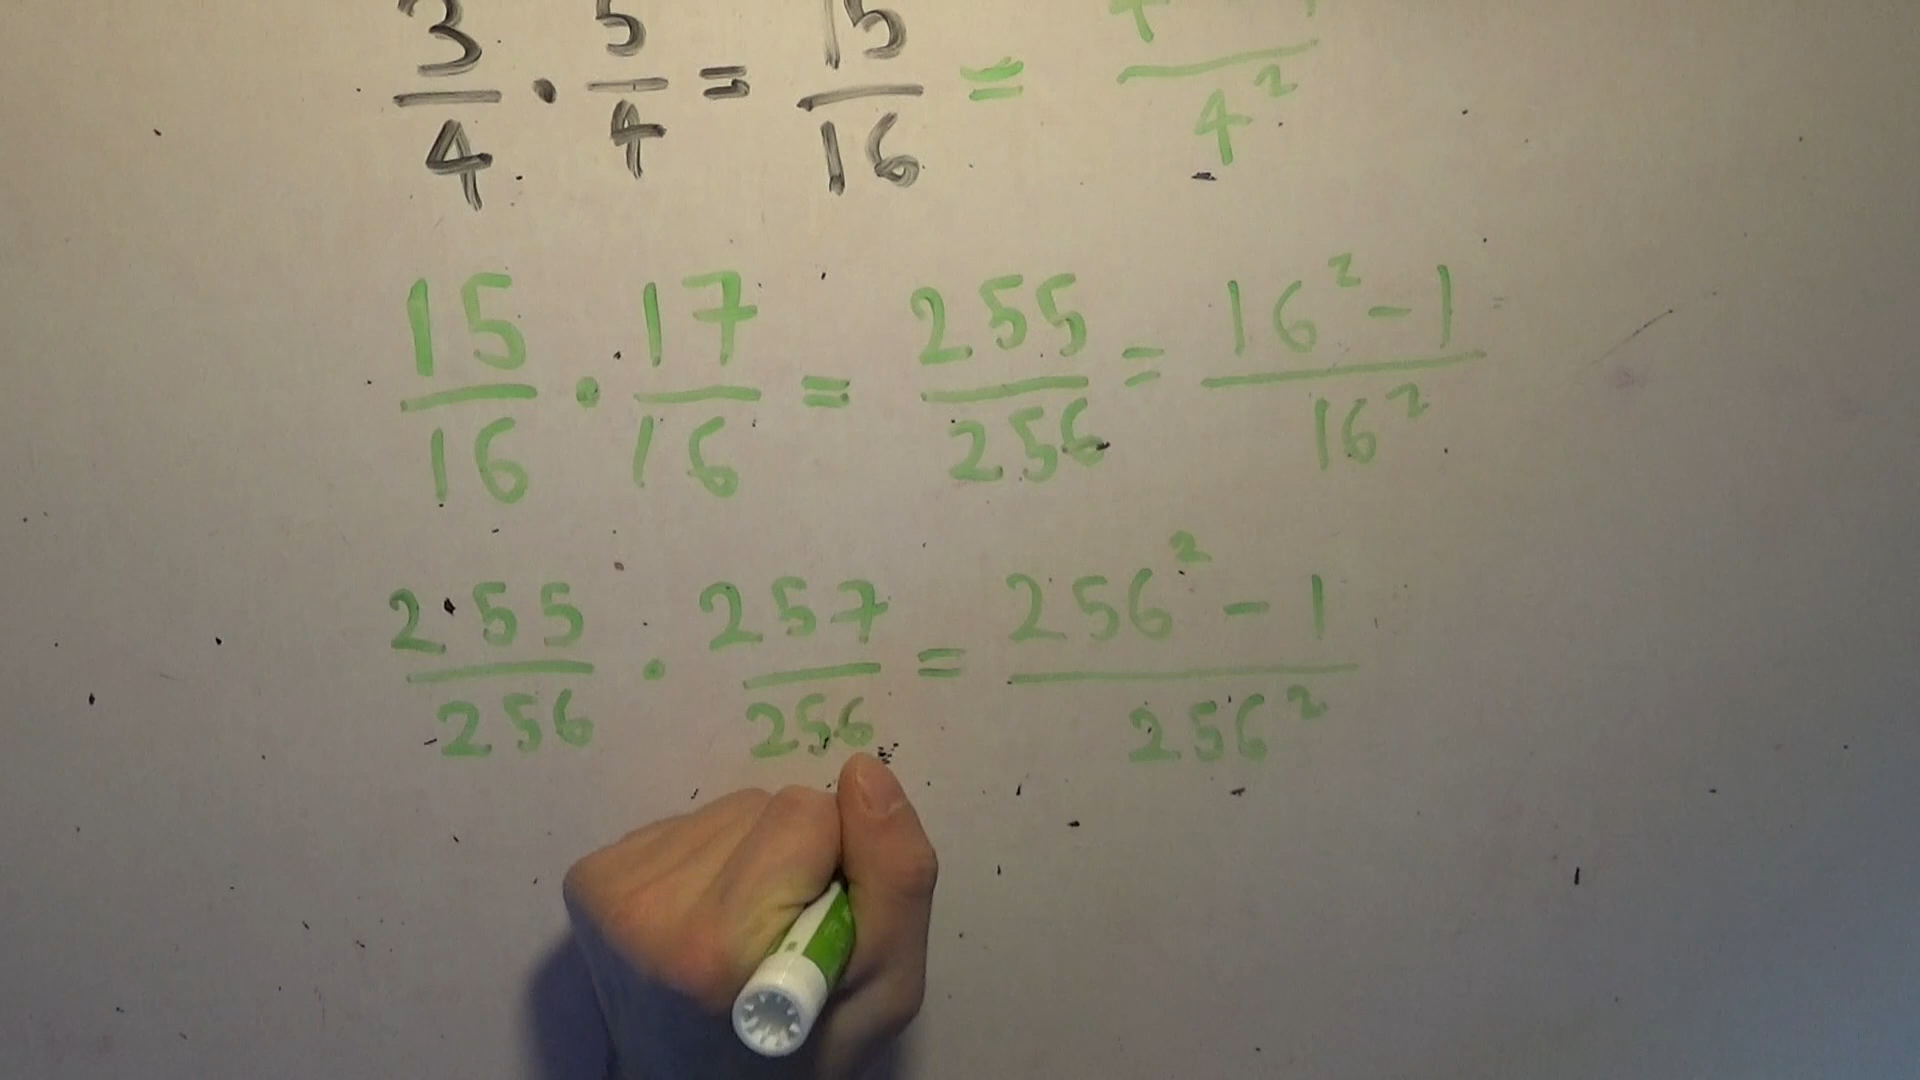 3/4 · 5/4 = 15/16 = 4² - 1/4²
15/16 · 17/16 = 255/256 = 16² - 1/16²
255/256 · 257/256 = 256² - 1/256²